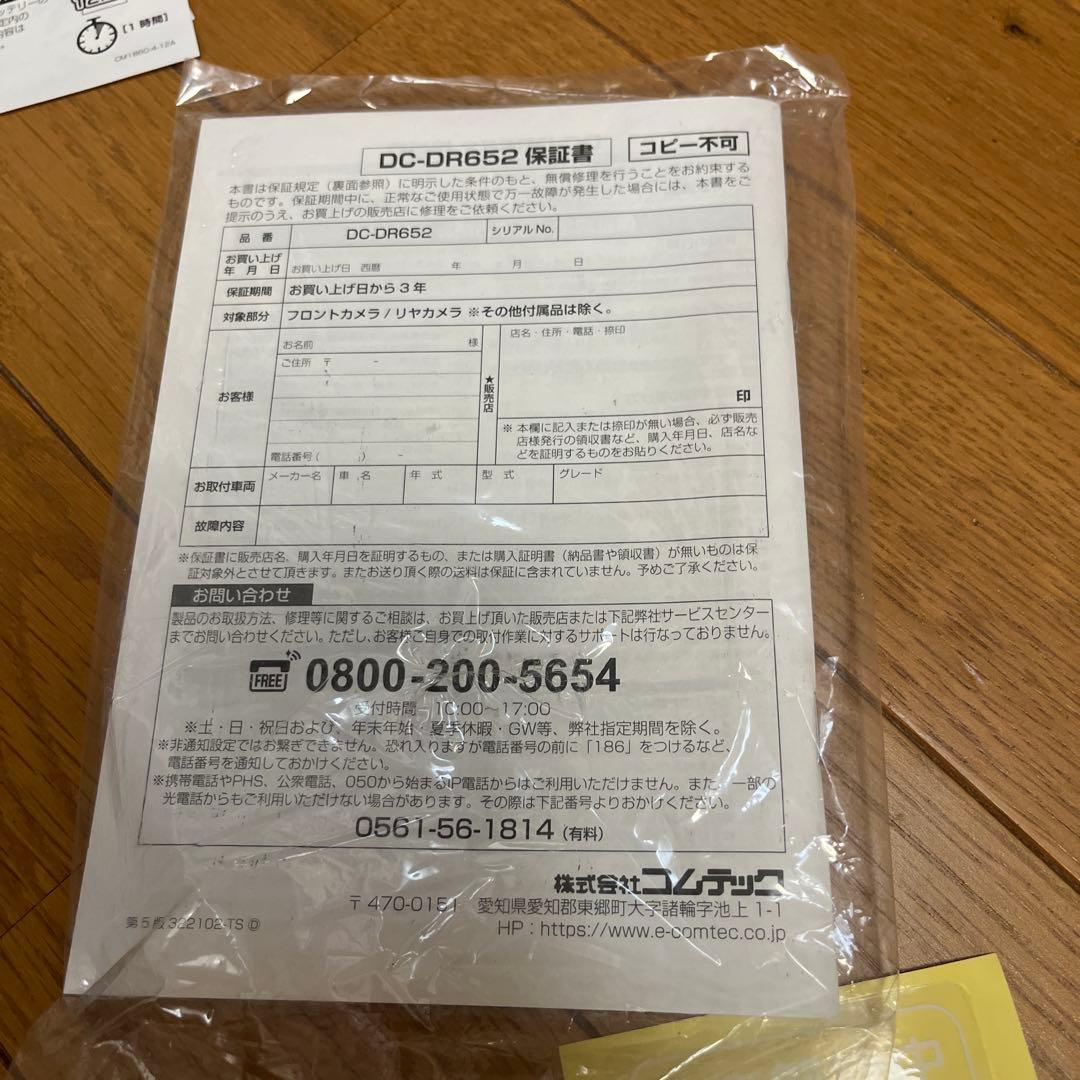 ッテリーの
定内の
内容は
[1 時間]
CM1860-4-12A
DC-DR652 保証書
コピー不可
本書は保証規定（裏面参照）に明示した条件のもと、無償修理を行うことをお約束する
ものです。保証期間中に、正常なご使用状態で万一故障が発生した場合には、本書をご
提示のうえ、お買上げの販売店に修理をご依頼ください。
品 番 DC-DR652 シリアルNo.
お買い上げ
年 月 日 お買い上げ日 西暦 年 月 日
保証期間 お買い上げ日から3年
対象部分 フロントカメラ / リヤカメラ ※その他付属品は除く。
お客様
お名前 様
ご住所 〒 -
電話番号( ) -
★販売店
店名・住所・電話・捺印
印
※ 本欄に記入または捺印が無い場合、必ず販売
店様発行の領収書など、購入年月日、店名な
どを証明するものをお貼りください。
お取付車両 メーカー名 車 名 年 式 型 式 グレード
故障内容
※保証書に販売店名、購入年月日を証明するもの、または購入証明書（納品書や領収書）が無いものは保
証対象外とさせて頂きます。またお送り頂く際の送料は保証に含まれていません。予めご了承ください。
お問い合わせ
製品のお取扱方法、修理等に関するご相談は、お買上げ頂いた販売店または下記弊社サービスセンター
までお問い合わせください。ただし、お客様ご自身での取付作業に対するサポートは行なっておりません。
FREE 0800-200-5654
受付時間 10:00～17:00
※土・日・祝日および、年末年始・夏季休暇・GW等、弊社指定期間を除く。
※非通知設定ではお繋ぎできません。恐れ入りますが電話番号の前に「186」をつけるなど、
電話番号を通知しておかけください。
※携帯電話やPHS、公衆電話、050から始まるIP電話からはご利用いただけません。また、一部の
光電話からもご利用いただけない場合があります。その際は下記番号よりおかけください。
0561-56-1814（有料）
株式会社コムテック
〒470-0151 愛知県愛知郡東郷町大字諸輪字池上 1-1
HP：https://www.e-comtec.co.jp
第5版 322102-TS Ⓓ